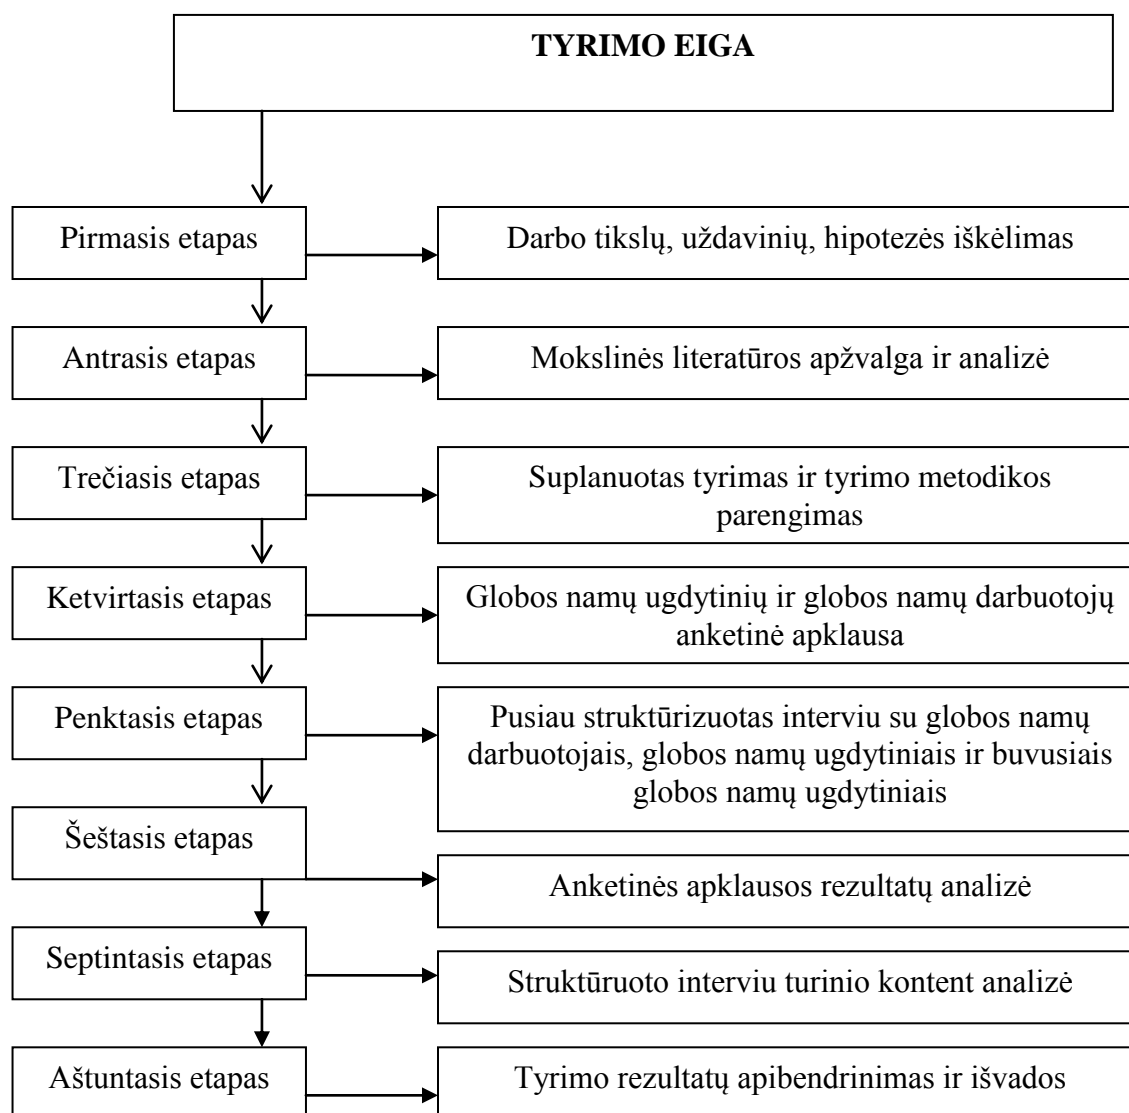 TYRIMO EIGA
Pirmasis etapas
Darbo tikslų, uždavinių, hipotezės iškėlimas
Antrasis etapas
Mokslinės literatūros apžvalga ir analizė
Trečiasis etapas
Suplanuotas tyrimas ir tyrimo metodikos
parengimas
Ketvirtasis etapas
Globos namų ugdytinių ir globos namų darbuotojų
anketinė apklausa
Penktasis etapas
Pusiau struktūrizuotas interviu su globos namų
darbuotojais, globos namų ugdytiniais ir buvusiais
globos namų ugdytiniais
Šeštasis etapas
Anketinės apklausos rezultatų analizė
Septintasis etapas
Struktūruoto interviu turinio kontent analizė
Aštuntasis etapas
Tyrimo rezultatų apibendrinimas ir išvados